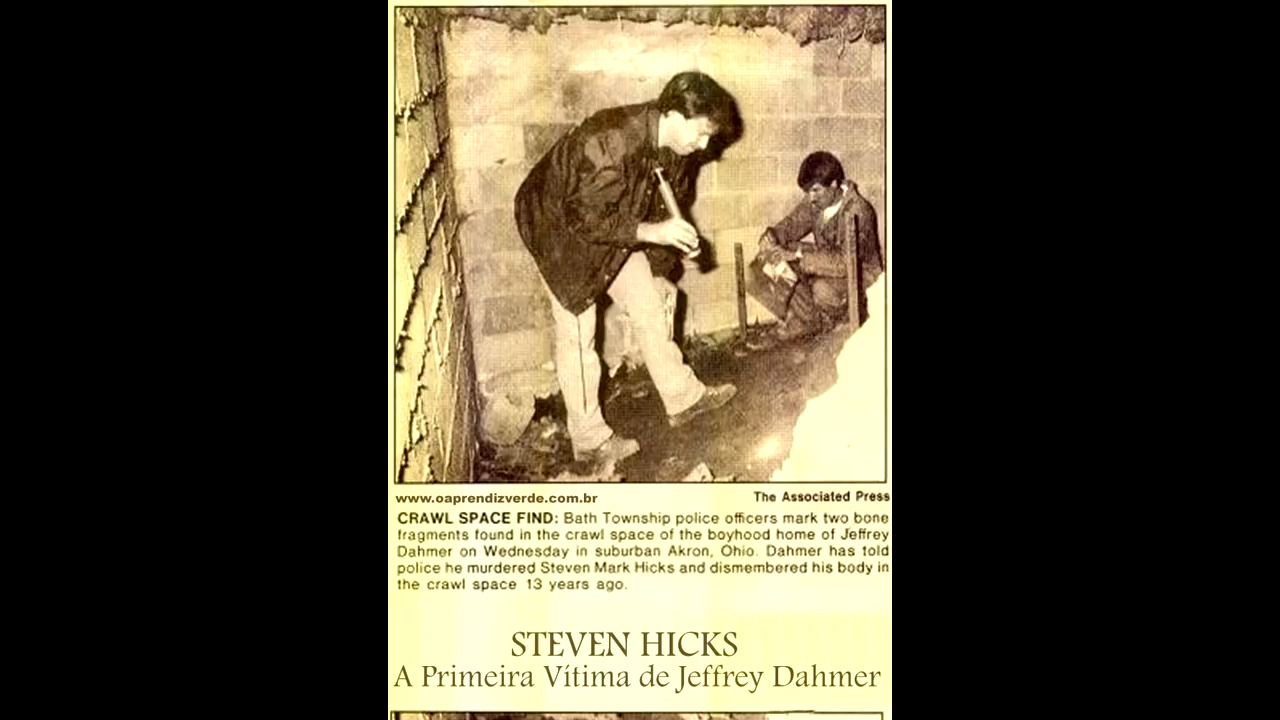 www.oaprendizverde.com.br
The Associated Press
CRAWL SPACE FIND: Bath Township police officers mark two bone
fragments found in the crawl space of the boyhood home of Jeffrey
Dahmer on Wednesday in suburban Akron, Ohio. Dahmer has told
police he murdered Steven Mark Hicks and dismembered his body in
the crawl space 13 years ago.
STEVEN HICKS
A Primeira Vítima de Jeffrey Dahmer